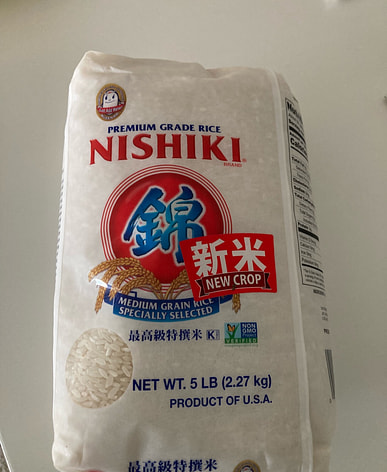 PREMIUM GRADE RICE
NISHIKI
BRAND
錦
新米
NEW CROP
MEDIUM GRAIN RICE
SPECIALLY SELECTED
最高級特撰米 K
NON
GMO
VERIFIED
NET. WT. 5 LB (2.27 kg)
PRODUCT OF U.S.A.
最高級特撰米